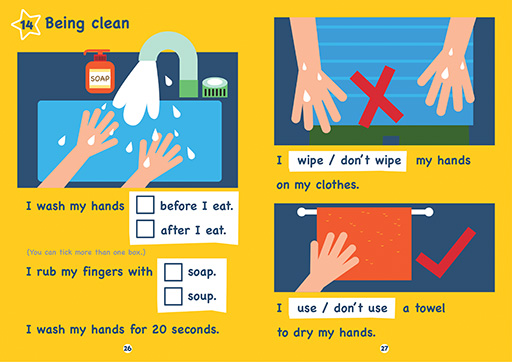 14 Being clean
SOAP
I wash my hands
before I eat.
after I eat.
(You can tick more than one box.)
I rub my fingers with
soap.
soup.
I wash my hands for 20 seconds.
26
I wipe / don't wipe my hands
on my clothes.
I use / don't use a towel
to dry my hands.
27